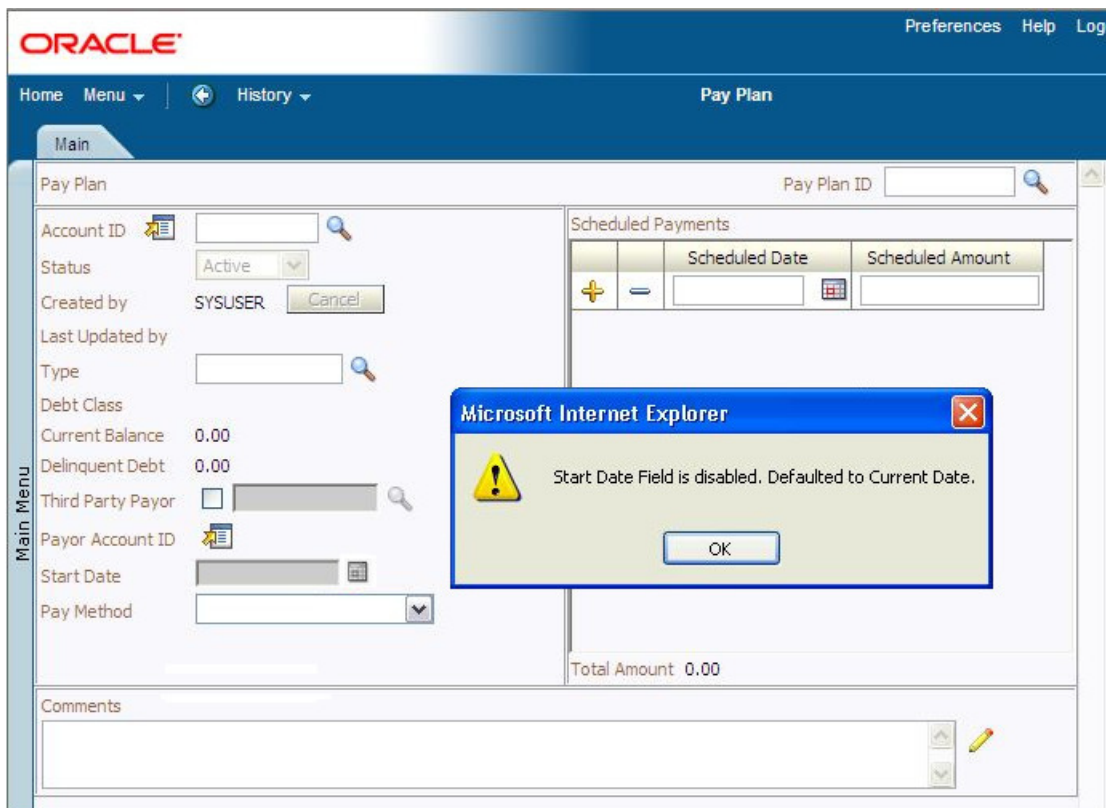 ORACLE
Preferences Help Log
Home Menu History Pay Plan
Main
Main Menu
Pay Plan
Pay Plan ID
Account ID
Status Active
Created by SYSUSER Cancel
Last Updated by
Type
Debt Class
Current Balance 0.00
Delinquent Debt 0.00
Third Party Payor
Payor Account ID
Start Date
Pay Method
Scheduled Payments
Scheduled Date Scheduled Amount
Microsoft Internet Explorer
Start Date Field is disabled. Defaulted to Current Date.
OK
Total Amount 0.00
Comments